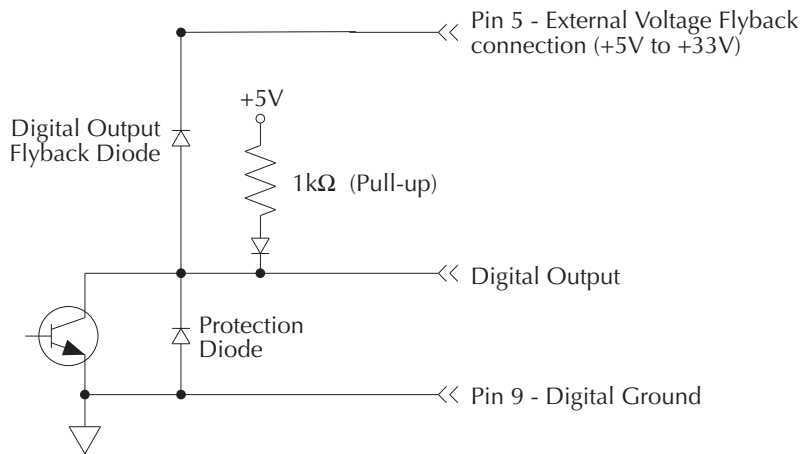 Pin 5 - External Voltage Flyback
connection (+5V to +33V)
+5V
Digital Output
Flyback Diode
1kΩ (Pull-up)
Digital Output
Protection
Diode
Pin 9 - Digital Ground